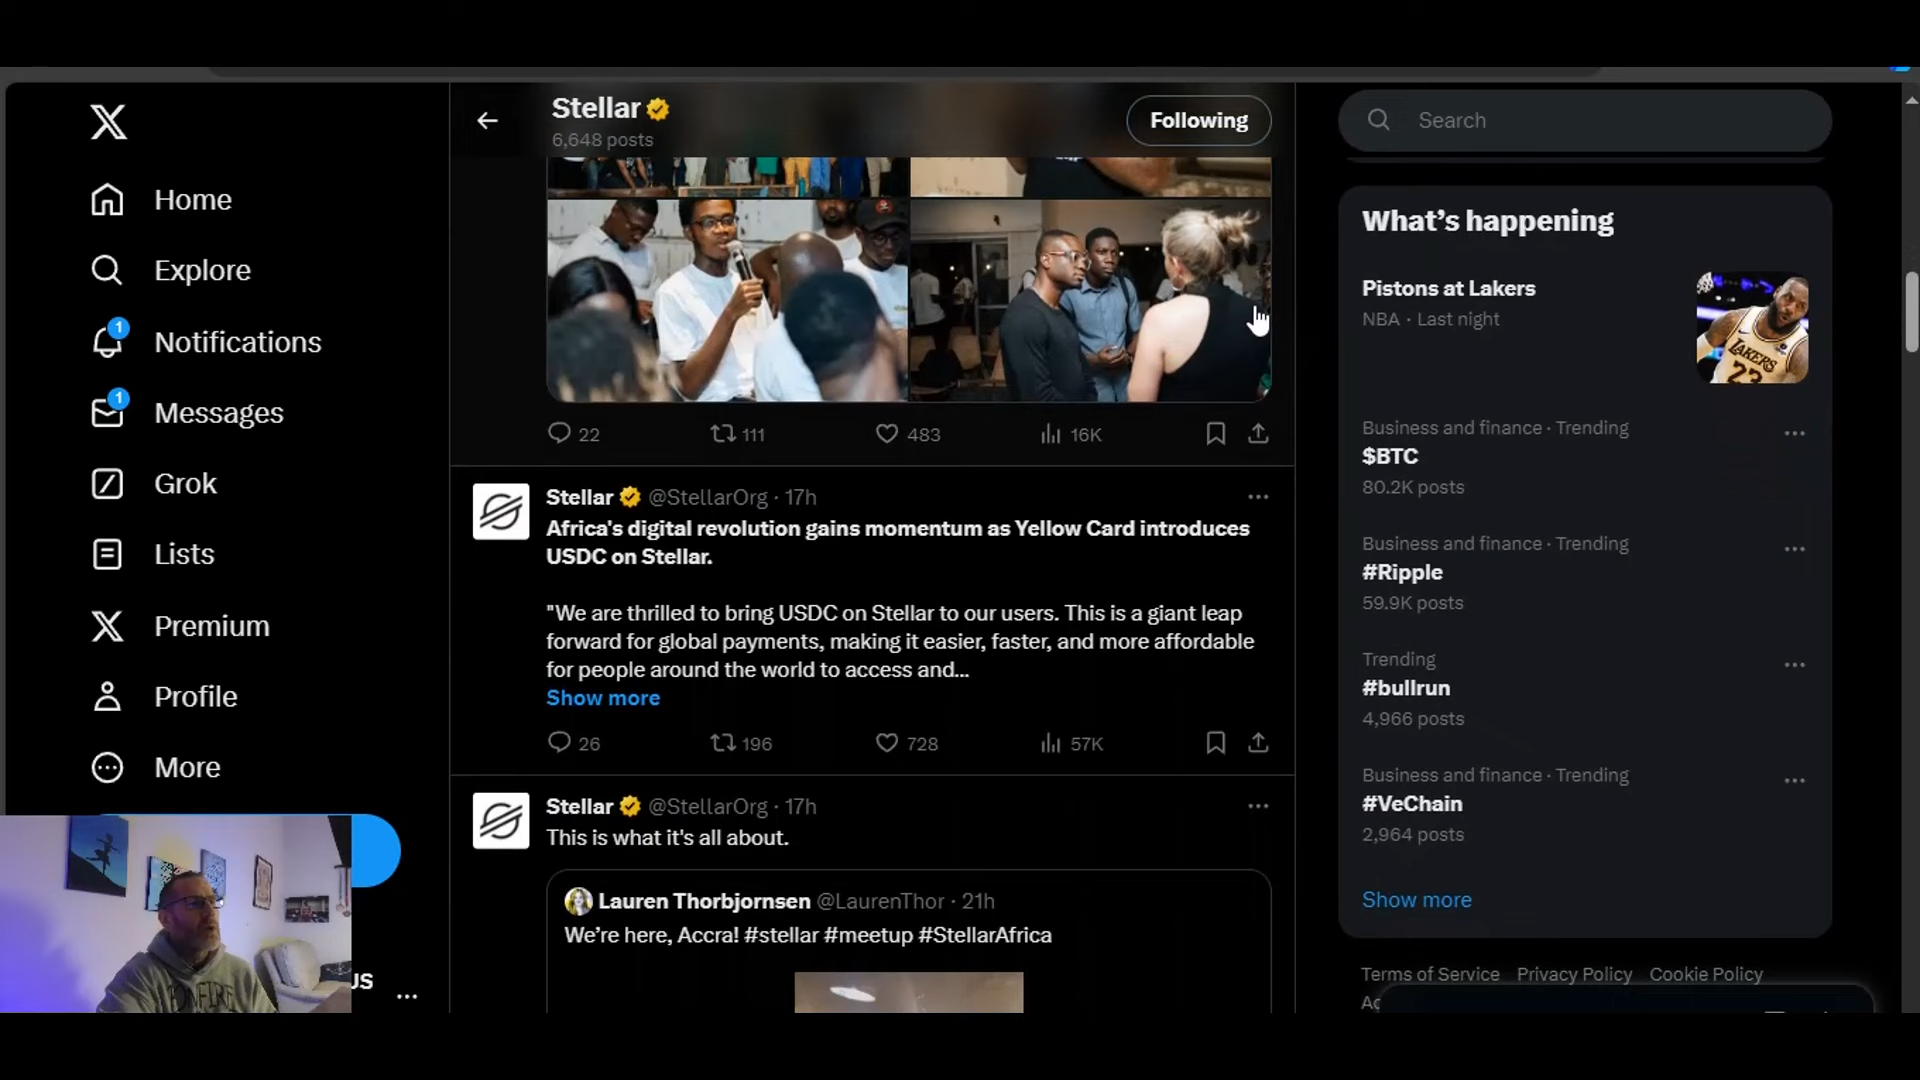 Home
Explore
1
Notifications
1
Messages
Grok
Lists
Premium
Profile
More
Stellar
6,648 posts
Following
22
111
483
16K
Stellar @StellarOrg · 17h
Africa's digital revolution gains momentum as Yellow Card introduces
USDC on Stellar.
"We are thrilled to bring USDC on Stellar to our users. This is a giant leap
forward for global payments, making it easier, faster, and more affordable
for people around the world to access and...
Show more
26
196
728
57K
Stellar @StellarOrg · 17h
This is what it's all about.
Lauren Thorbjornsen @LaurenThor · 21h
We're here, Accra! #stellar #meetup #StellarAfrica
Search
What's happening
Pistons at Lakers
NBA · Last night
LAKERS
23
Business and finance · Trending
$BTC
80.2K posts
Business and finance · Trending
#Ripple
59.9K posts
Trending
#bullrun
4,966 posts
Business and finance · Trending
#VeChain
2,964 posts
Show more
Terms of Service Privacy Policy Cookie Policy